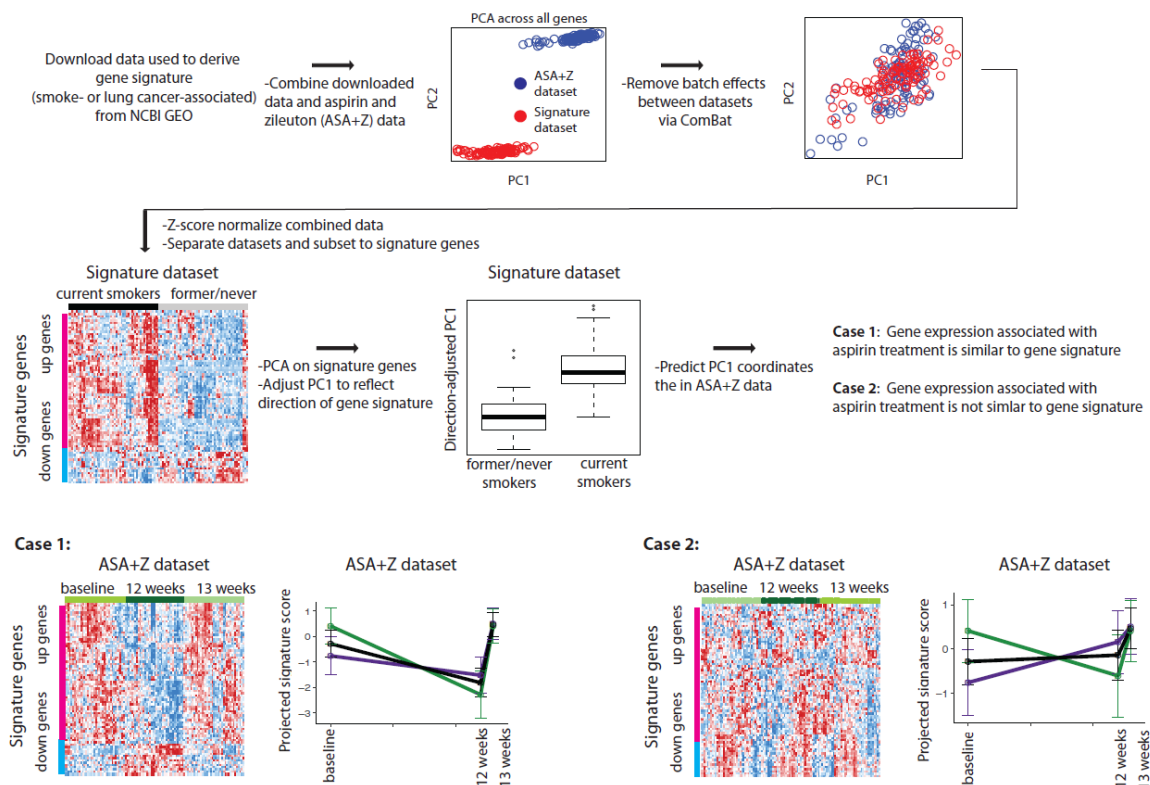 Download data used to derive
gene signature
(smoke- or lung cancer-associated)
from NCBI GEO
-Combine downloaded
data and aspirin and
zileuton (ASA+Z) data
PCA across all genes
PC2
ASA+Z
dataset
Signature
dataset
PC1
-Remove batch effects
between datasets
via ComBat
PC2
PC1
-Z-score normalize combined data
-Separate datasets and subset to signature genes
Signature dataset
current smokers
former/never
Signature genes
up genes
down genes
-PCA on signature genes
-Adjust PC1 to reflect
direction of gene signature
Signature dataset
Direction-adjusted PC1
former/never
smokers
current
smokers
-Predict PC1 coordinates
the in ASA+Z data
Case 1: Gene expression associated with
aspirin treatment is similar to gene signature
Case 2: Gene expression associated with
aspirin treatment is not simlar to gene signature
Case 1:
ASA+Z dataset
baseline 12 weeks 13 weeks
Signature genes
up genes
down genes
ASA+Z dataset
Projected signature score
1
0
−1
−2
−3
baseline
12 weeks
13 weeks
Case 2:
ASA+Z dataset
baseline 12 weeks 13 weeks
Signature genes
up genes
down genes
ASA+Z dataset
Projected signature score
1
0
−1
baseline
12 weeks
13 weeks